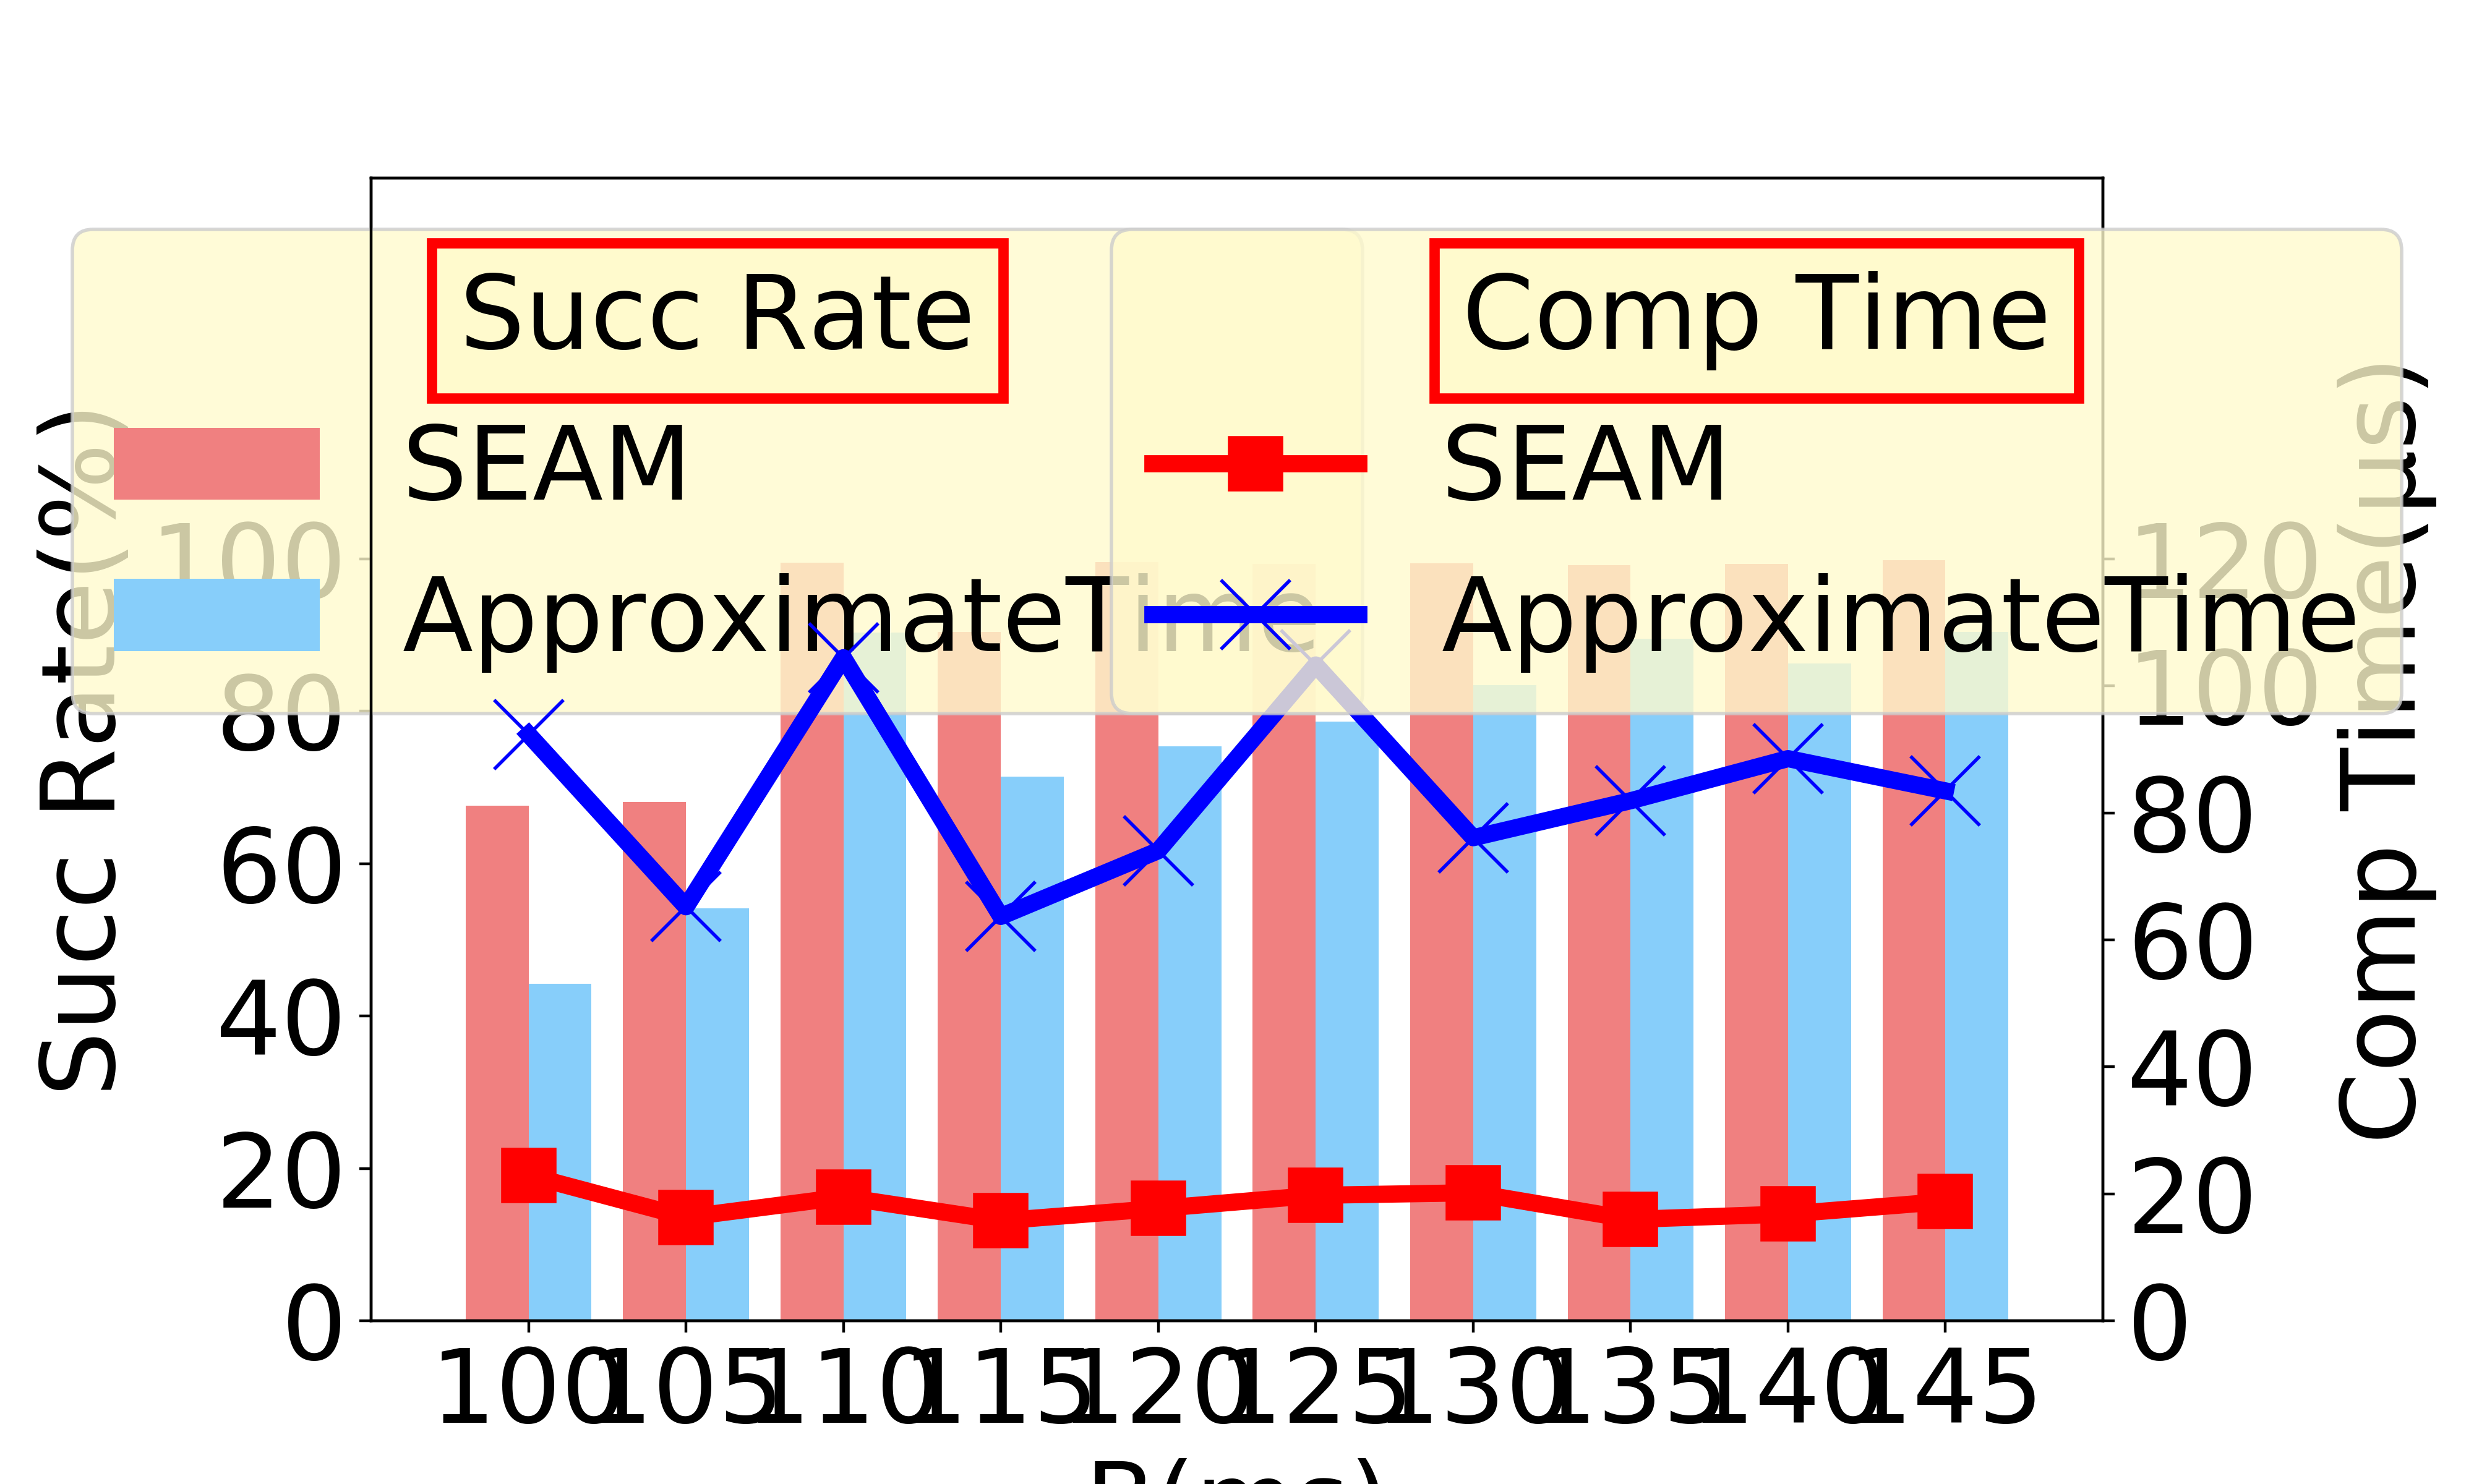 Succ Rate
SEAM
ApproximateTime
Comp Time
SEAM
ApproximateTime
Succ Rate(%)
100
80
60
40
20
0
Comp Time(μs)
120
100
80
60
40
20
0
100 105 110 115 120 125 130 135 140 145